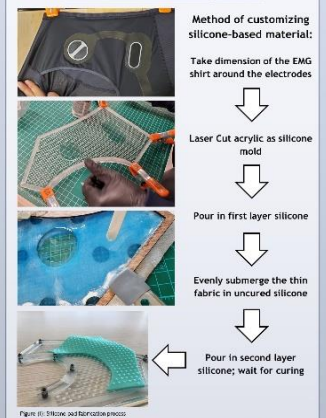 Method of customizing
silicone-based material:
Take dimension of the EMG
shirt around the electrodes
Laser Cut acrylic as silicone
mold
Pour in first layer silicone
Evenly submerge the thin
fabric in uncured silicone
Pour in second layer
silicone; wait for curing
Figure (6): Silicone pad fabrication process